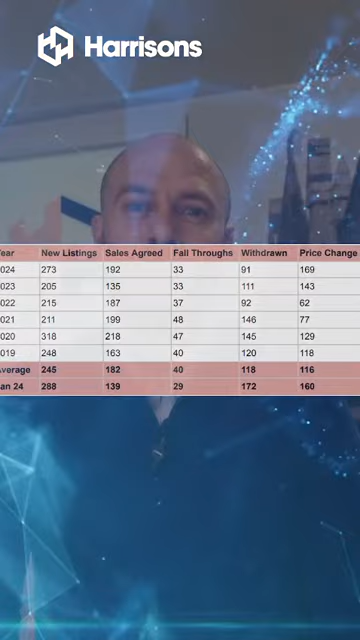 Harrisons
ear New Listings Sales Agreed Fall Throughs Withdrawn Price Change
024 273 192 33 91 169
023 205 135 33 111 143
022 215 187 37 92 62
021 211 199 48 146 77
020 318 218 47 145 129
019 248 163 40 120 118
verage 245 182 40 118 116
an 24 288 139 29 172 160